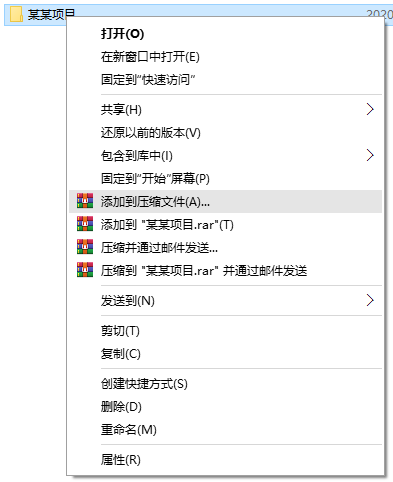 某某项目 2020
打开(O)
在新窗口中打开(E)
固定到"快速访问"
共享(H)
还原以前的版本(V)
包含到库中(I)
固定到"开始"屏幕(P)
添加到压缩文件(A)...
添加到 "某某项目.rar"(T)
压缩并通过邮件发送...
压缩到 "某某项目.rar" 并通过邮件发送
发送到(N)
剪切(T)
复制(C)
创建快捷方式(S)
删除(D)
重命名(M)
属性(R)